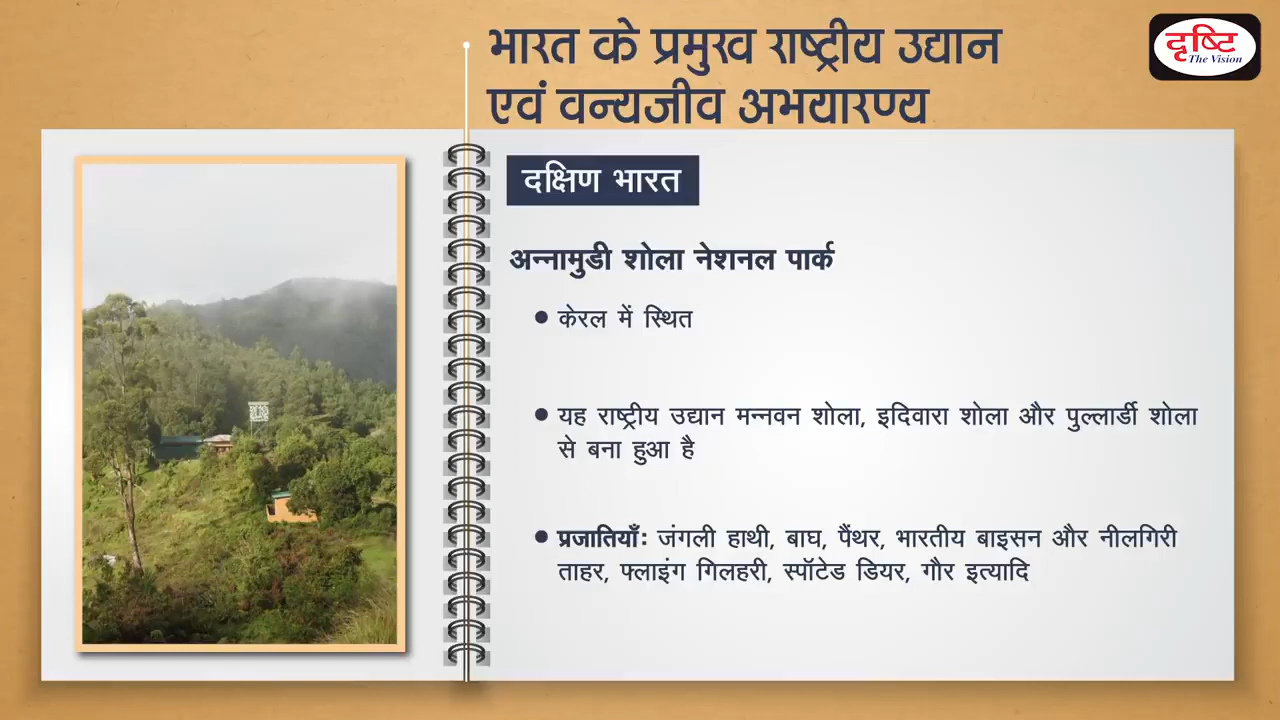 भारत के प्रमुख राष्ट्रीय उद्यान
एवं वन्यजीव अभयारण्य
दृष्टि
The Vision
दक्षिण भारत
अन्नामुडी शोला नेशनल पार्क
● केरल में स्थित
● यह राष्ट्रीय उद्यान मन्नवन शोला, इदिवारा शोला और पुल्लार्डी शोला
से बना हुआ है
● प्रजातियाँ: जंगली हाथी, बाघ, पैंथर, भारतीय बाइसन और नीलगिरी
ताहर, फ्लाइंग गिलहरी, स्पॉटेड डियर, गौर इत्यादि